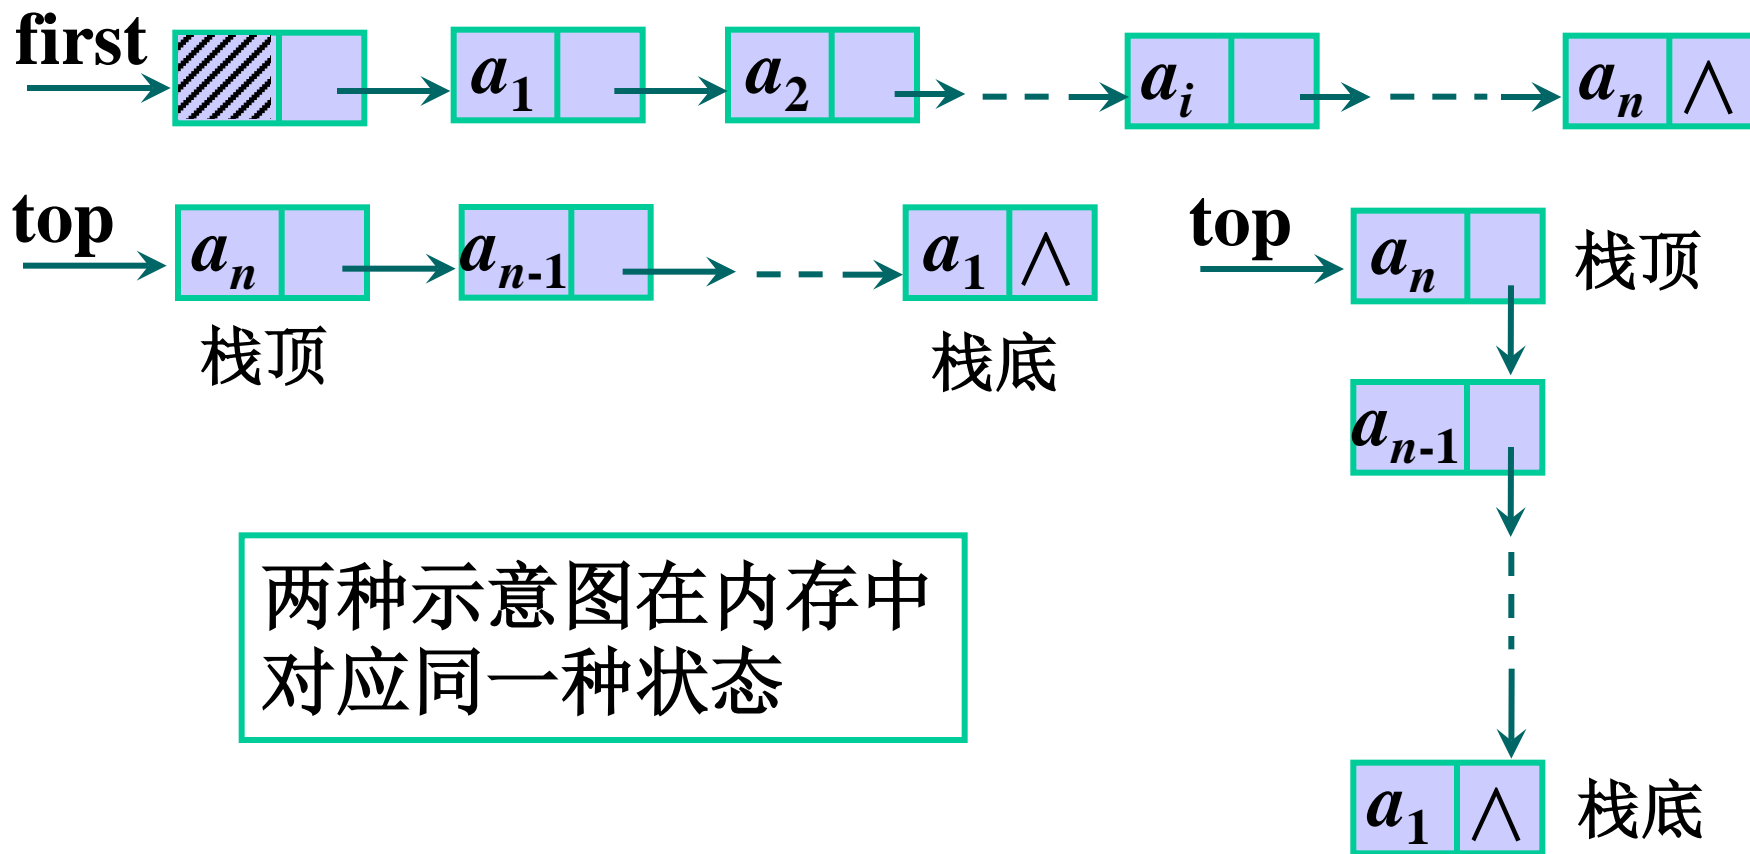 first a1 a2 ai an ∧
top an an-1 a1 ∧
栈顶 栈底
top an 栈顶
an-1
a1 ∧ 栈底
两种示意图在内存中
对应同一种状态